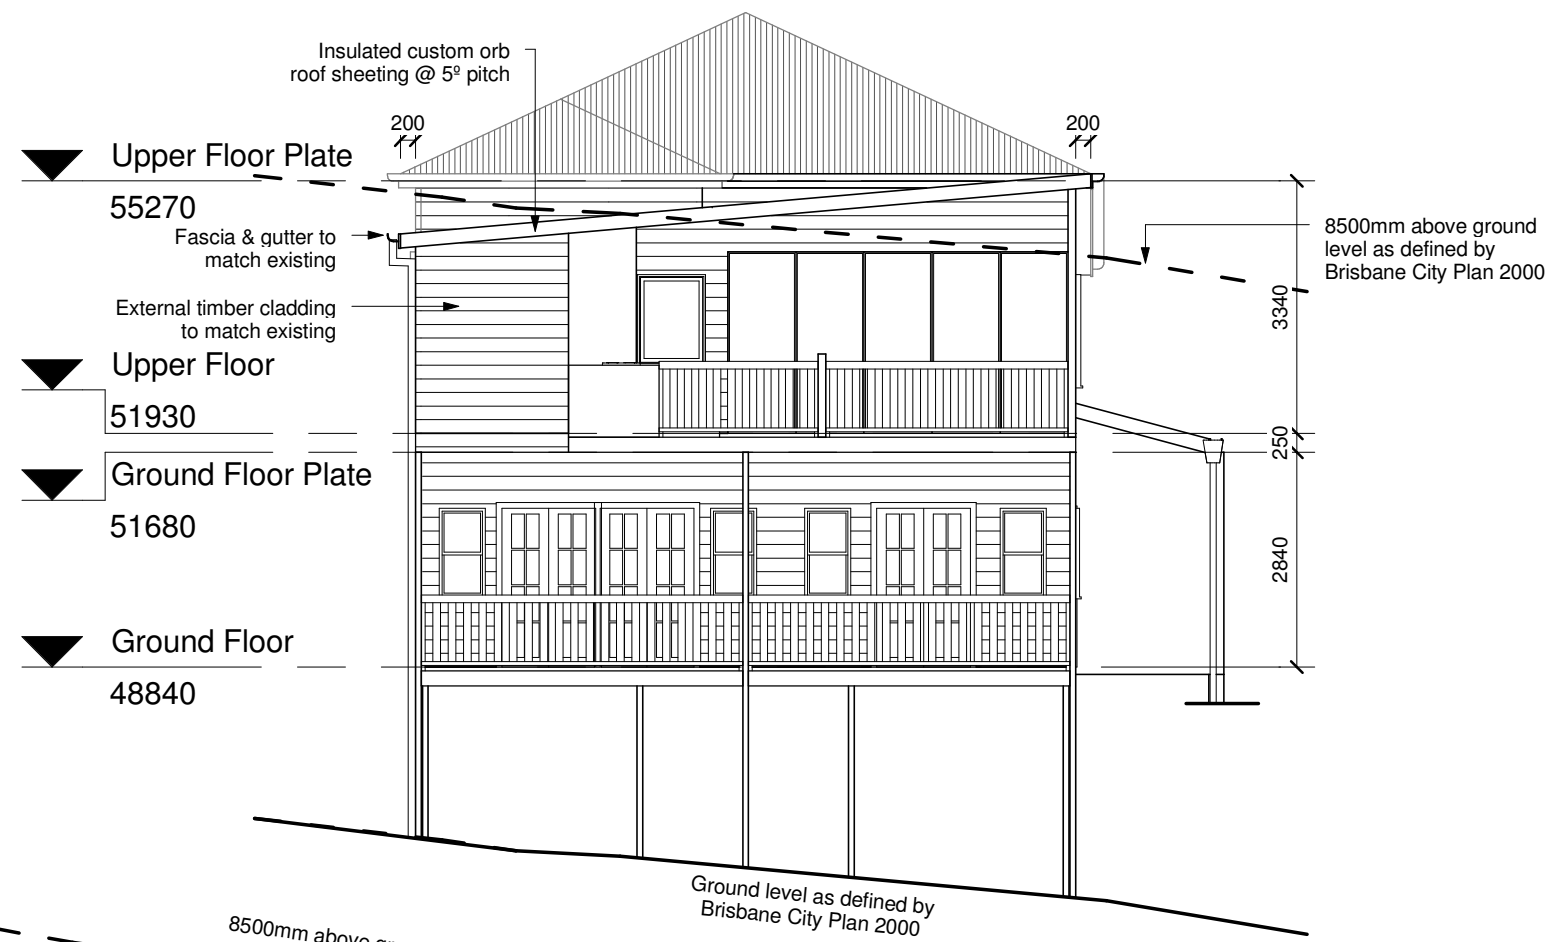 Insulated custom orb
roof sheeting @ 5º pitch
200
200
Upper Floor Plate
55270
Fascia & gutter to
match existing
8500mm above ground
level as defined by
Brisbane City Plan 2000
External timber cladding
to match existing
3340
Upper Floor
51930
250
Ground Floor Plate
51680
2840
Ground Floor
48840
Ground level as defined by
Brisbane City Plan 2000
8500mm above